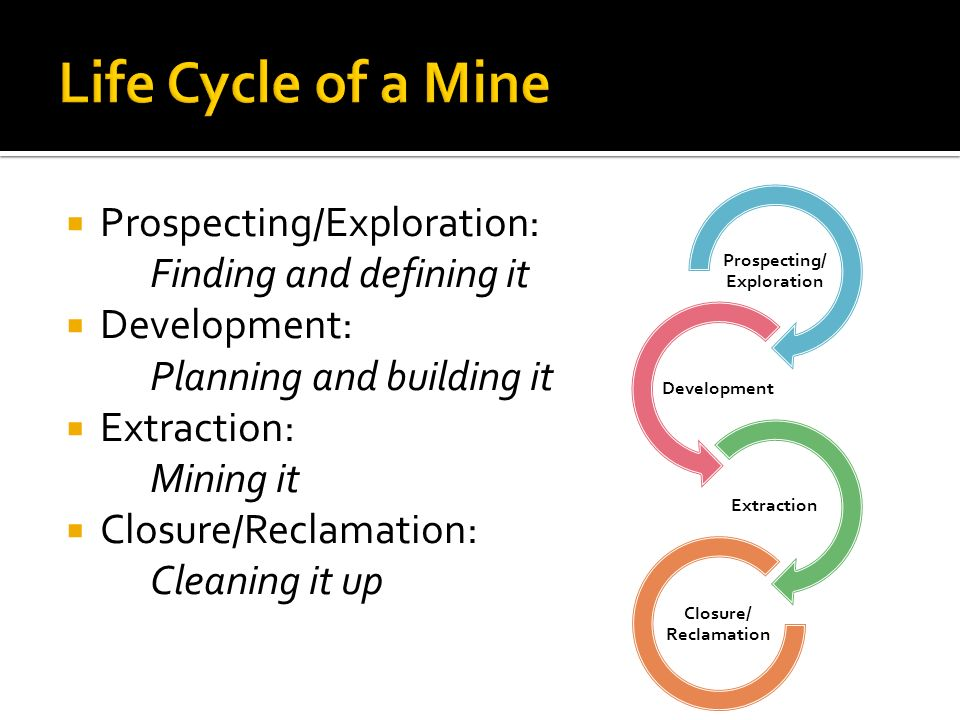 Life Cycle of a Mine
Prospecting/Exploration:
Finding and defining it
Development:
Planning and building it
Extraction:
Mining it
Closure/Reclamation:
Cleaning it up
Prospecting/
Exploration
Development
Extraction
Closure/
Reclamation